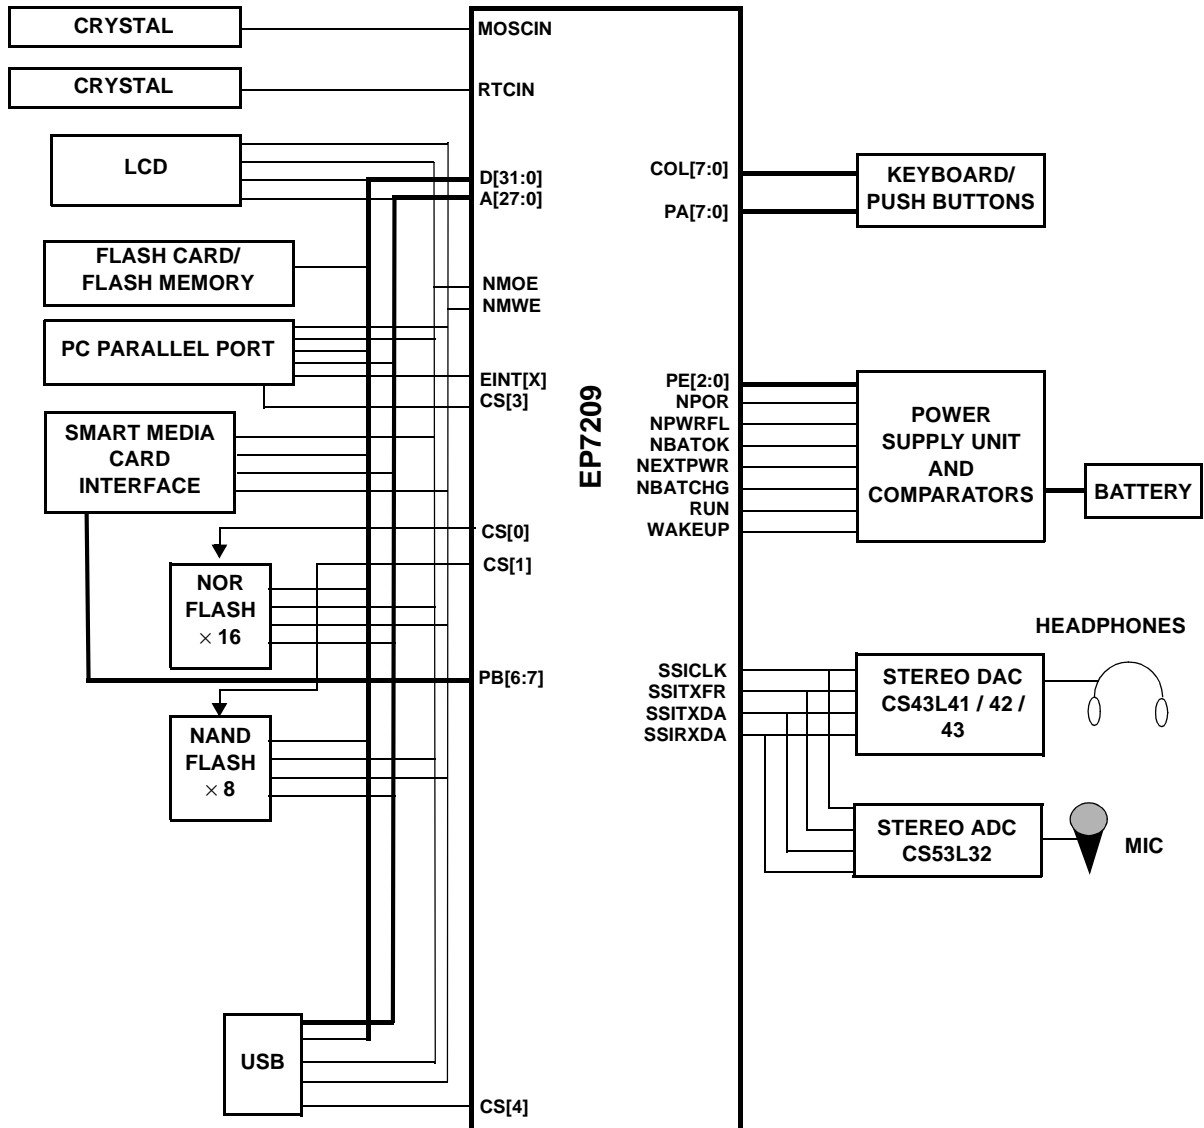 CRYSTAL
MOSCIN
CRYSTAL
RTCIN
LCD
D[31:0]
A[27:0]
COL[7:0]
PA[7:0]
KEYBOARD/
PUSH BUTTONS
FLASH CARD/
FLASH MEMORY
NMOE
NMWE
PC PARALLEL PORT
EINT[X]
CS[3]
SMART MEDIA
CARD
INTERFACE
EP7209
PE[2:0]
NPOR
NPWRFL
NBATOK
NEXTPWR
NBATCHG
RUN
WAKEUP
POWER
SUPPLY UNIT
AND
COMPARATORS
BATTERY
CS[0]
CS[1]
NOR
FLASH
× 16
PB[6:7]
NAND
FLASH
× 8
HEADPHONES
SSICLK
SSITXFR
SSITXDA
SSIRXDA
STEREO DAC
CS43L41 / 42 /
43
STEREO ADC
CS53L32
MIC
USB
CS[4]